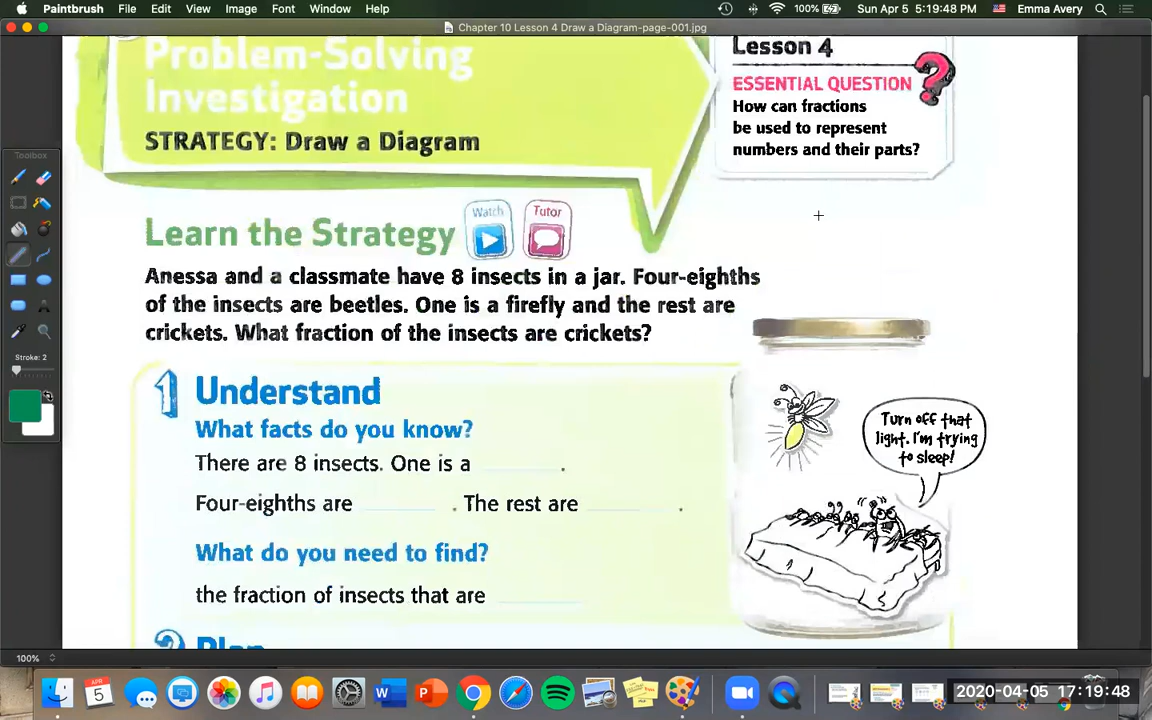 Paintbrush File Edit View Image Font Window Help 100% Sun Apr 5 5:19:48 PM Emma Avery
Chapter 10 Lesson 4 Draw a Diagram-page-001.jpg
Problem-Solving
Investigation
STRATEGY: Draw a Diagram
Lesson 4
ESSENTIAL QUESTION
How can fractions
be used to represent
numbers and their parts?
?
Toolbox
Stroke: 2
Learn the Strategy
Watch
Tutor
Anessa and a classmate have 8 insects in a jar. Four-eighths
of the insects are beetles. One is a firefly and the rest are
crickets. What fraction of the insects are crickets?
1 Understand
What facts do you know?
There are 8 insects. One is a .
Four-eighths are . The rest are .
What do you need to find?
the fraction of insects that are
Turn off that
light. I'm trying
to sleep!
2 Plan
100%
APR
5
W
P
2020-04-05 17:19:48